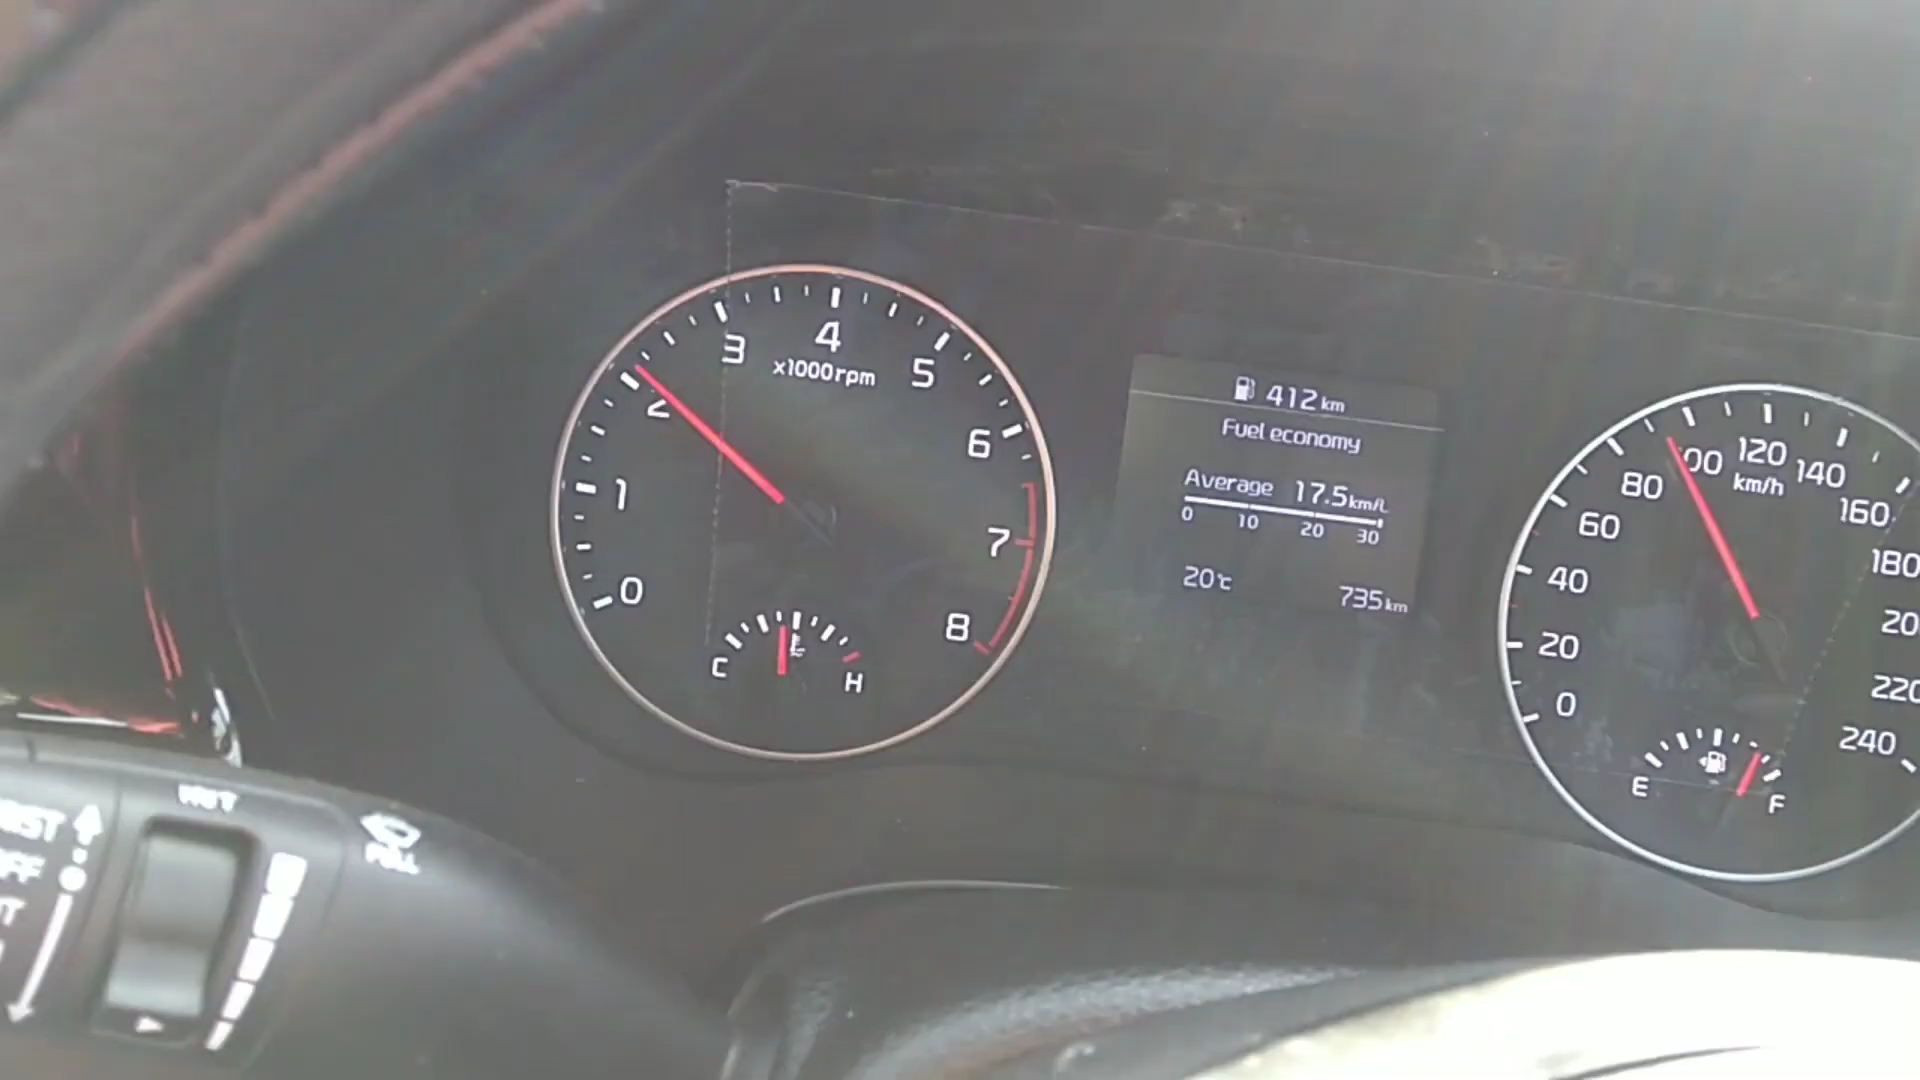 3 4 5
x1000rpm
2 6
1 7
0 8
C H
412 km
Fuel economy
Average 17.5 km/L
0 10 20 30
20℃ 735 km
120
80 140
km/h
60 160
40 180
20
0 220
240
E F